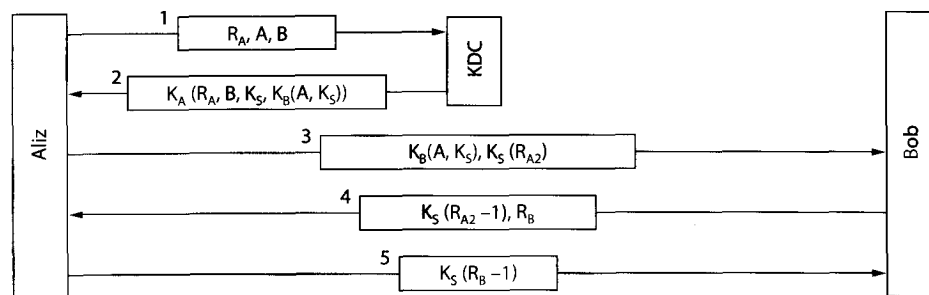 1
R_A, A, B
KDC
2
K_A (R_A, B, K_S, K_B(A, K_S))
Aliz
Bob
3
K_B(A, K_S), K_S (R_A2)
4
K_S (R_A2 –1), R_B
5
K_S (R_B –1)